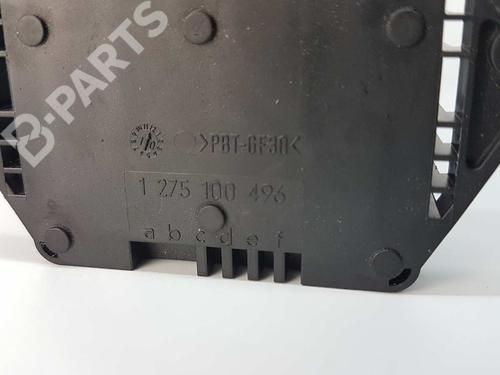 B-PARTS
>PBT-GF30<
1 275 100 496
a b c d e f